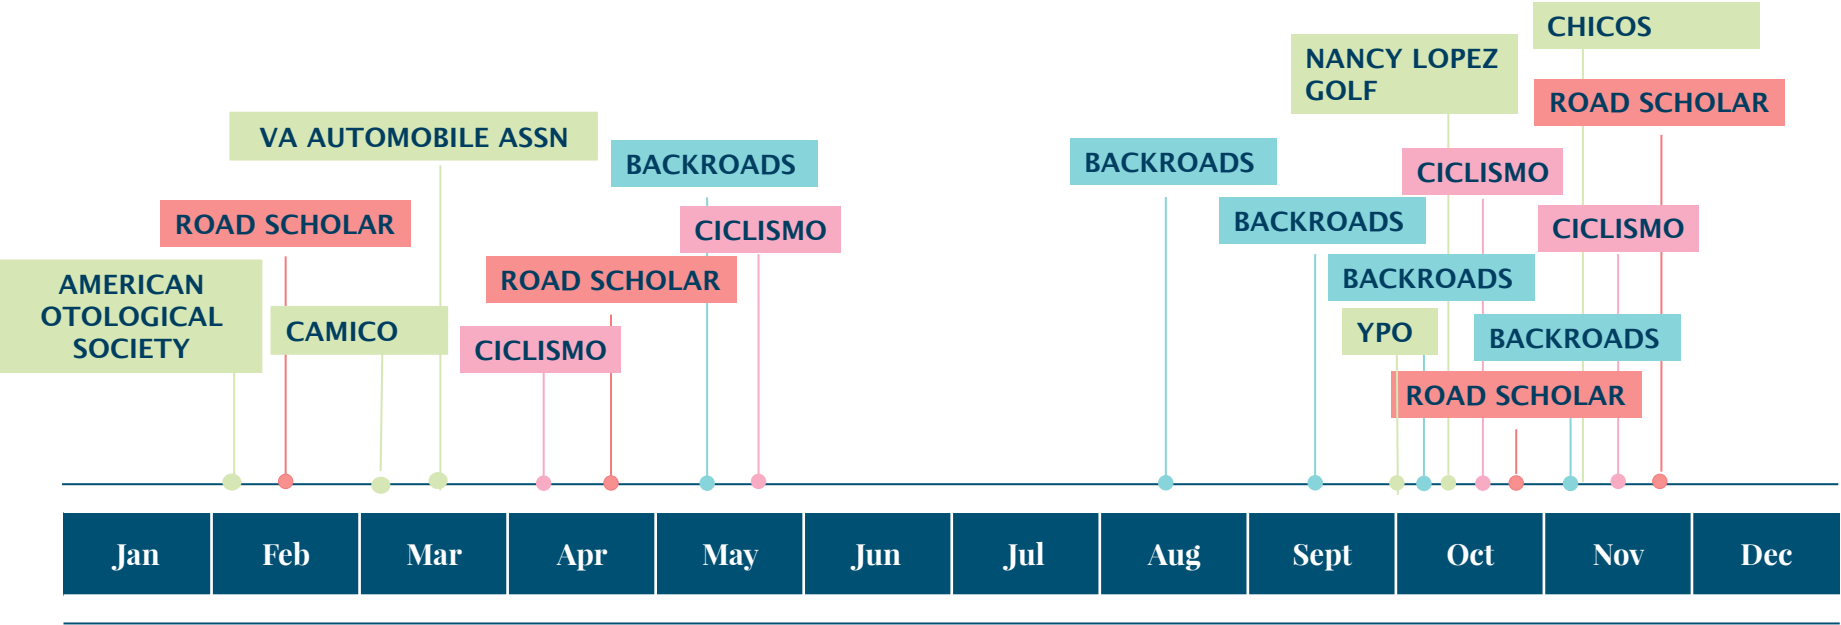 CHICOS
NANCY LOPEZ
GOLF
ROAD SCHOLAR
VA AUTOMOBILE ASSN
BACKROADS
BACKROADS
CICLISMO
ROAD SCHOLAR
CICLISMO
BACKROADS
CICLISMO
AMERICAN
OTOLOGICAL
SOCIETY
ROAD SCHOLAR
BACKROADS
CAMICO
CICLISMO
YPO
BACKROADS
ROAD SCHOLAR
Jan
Feb
Mar
Apr
May
Jun
Jul
Aug
Sept
Oct
Nov
Dec